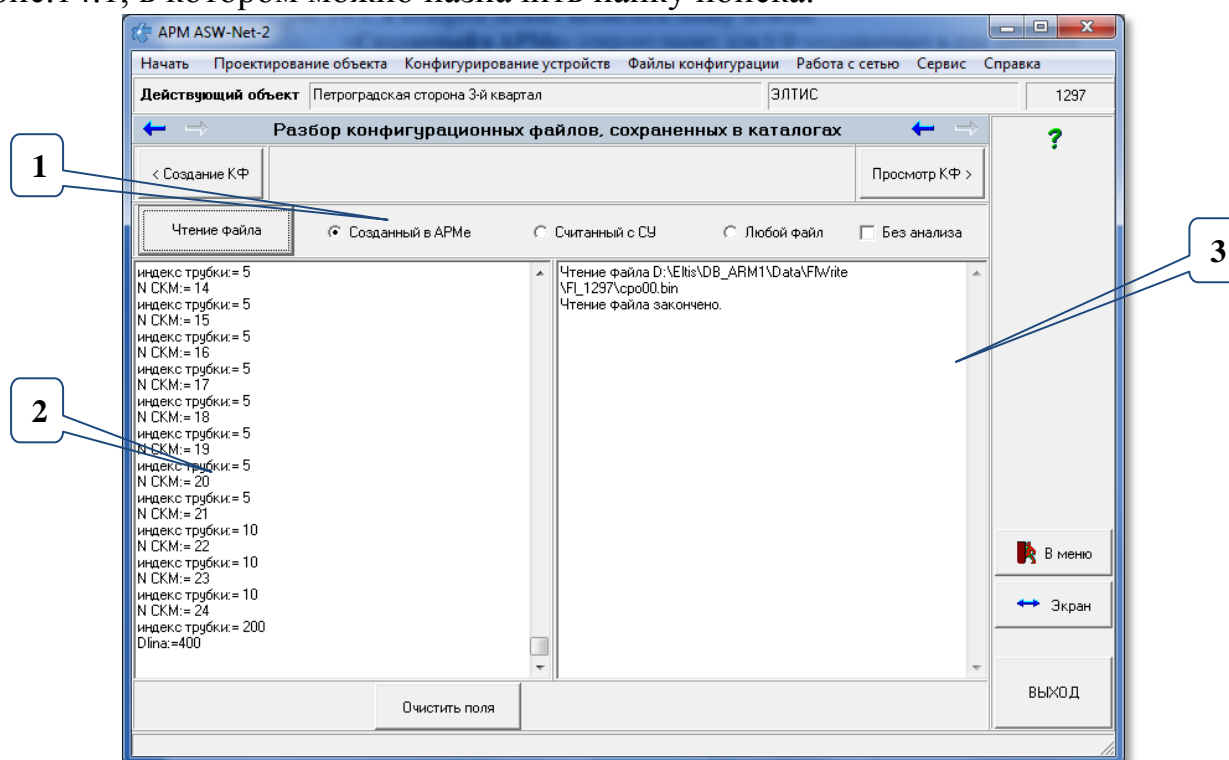 рис.14.1, в котором можно назначить папку поиска.
АРМ ASW-Net-2
Начать Проектирование объекта Конфигурирование устройств Файлы конфигурации Работа с сетью Сервис Справка
Действующий объект Петроградская сторона 3-й квартал ЭЛТИС 1297
Разбор конфигурационных файлов, сохраненных в каталогах
?
1
< Создание КФ
Просмотр КФ >
Чтение файла
Созданный в АРМе
Считанный с СУ
Любой файл
Без анализа
3
индекс трубки:= 5
N СКМ:= 14
индекс трубки:= 5
N СКМ:= 15
индекс трубки:= 5
N СКМ:= 16
индекс трубки:= 5
N СКМ:= 17
индекс трубки:= 5
N СКМ:= 18
индекс трубки:= 5
N СКМ:= 19
индекс трубки:= 5
N СКМ:= 20
индекс трубки:= 5
N СКМ:= 21
индекс трубки:= 10
N СКМ:= 22
индекс трубки:= 10
N СКМ:= 23
индекс трубки:= 10
N СКМ:= 24
индекс трубки:= 200
Dlina:=400
2
Чтение файла D:\Eltis\DB_ARM1\Data\FlWrite
\Fl_1297\cpo00.bin
Чтение файла закончено.
В меню
Экран
ВЫХОД
Очистить поля